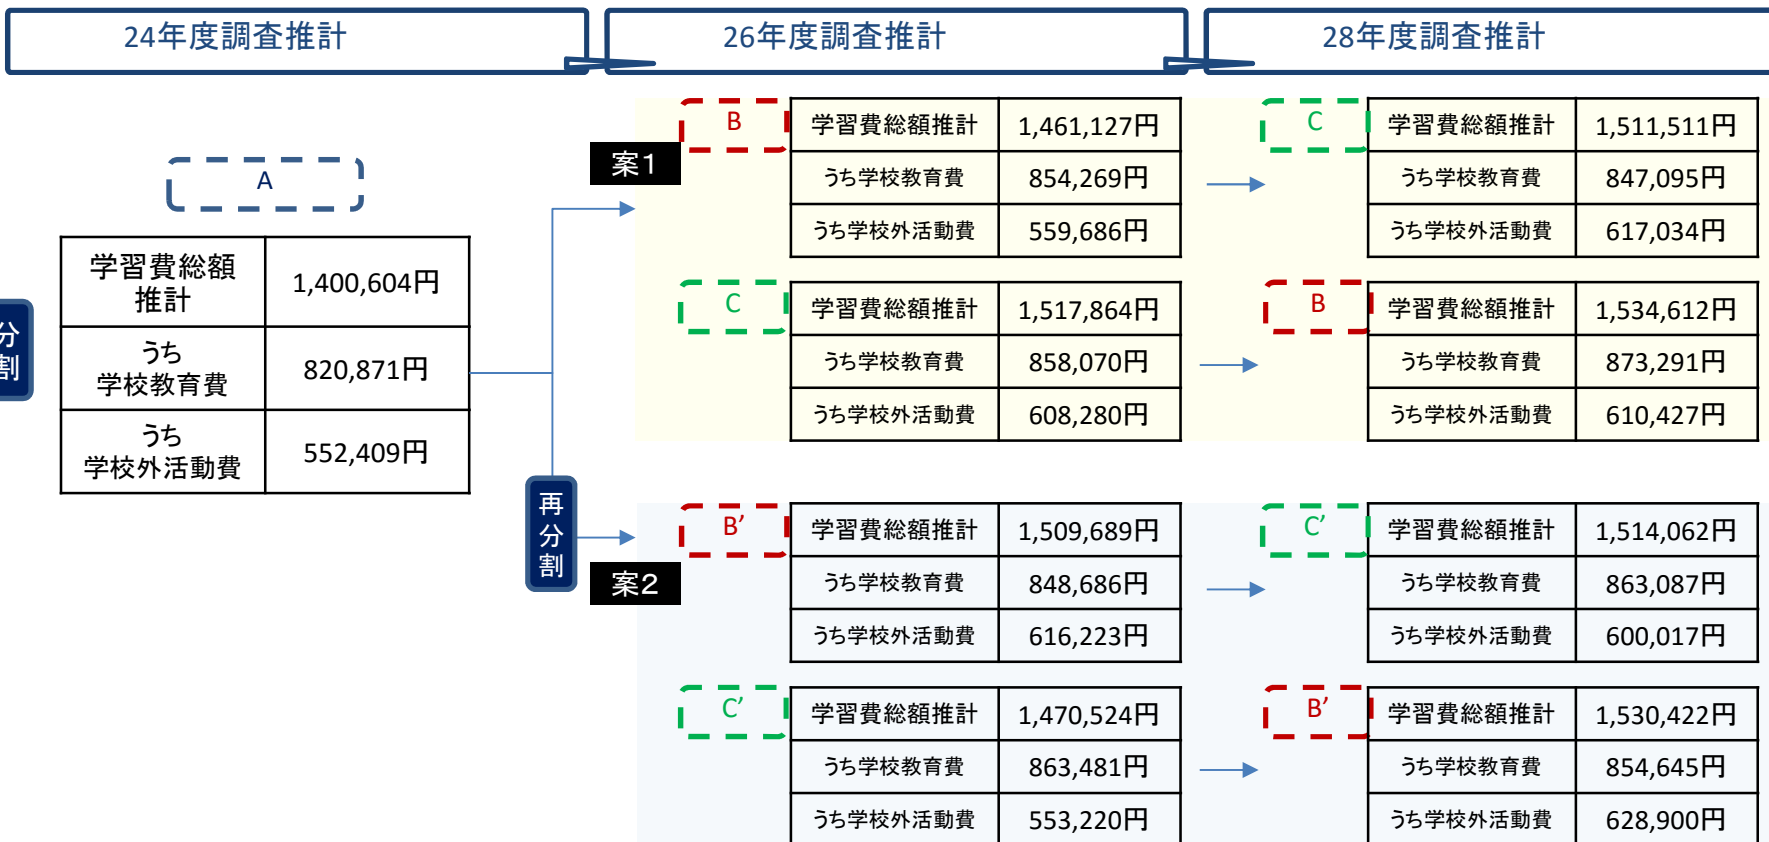 24年度調査推計
26年度調査推計
28年度調査推計
A
学習費総額
推計
1,400,604円
うち
学校教育費
820,871円
うち
学校外活動費
552,409円
分
割
再
分
割
案1
B
学習費総額推計 1,461,127円
うち学校教育費 854,269円
うち学校外活動費 559,686円
C
学習費総額推計 1,511,511円
うち学校教育費 847,095円
うち学校外活動費 617,034円
C
学習費総額推計 1,517,864円
うち学校教育費 858,070円
うち学校外活動費 608,280円
B
学習費総額推計 1,534,612円
うち学校教育費 873,291円
うち学校外活動費 610,427円
案2
B’
学習費総額推計 1,509,689円
うち学校教育費 848,686円
うち学校外活動費 616,223円
C’
学習費総額推計 1,514,062円
うち学校教育費 863,087円
うち学校外活動費 600,017円
C’
学習費総額推計 1,470,524円
うち学校教育費 863,481円
うち学校外活動費 553,220円
B’
学習費総額推計 1,530,422円
うち学校教育費 854,645円
うち学校外活動費 628,900円